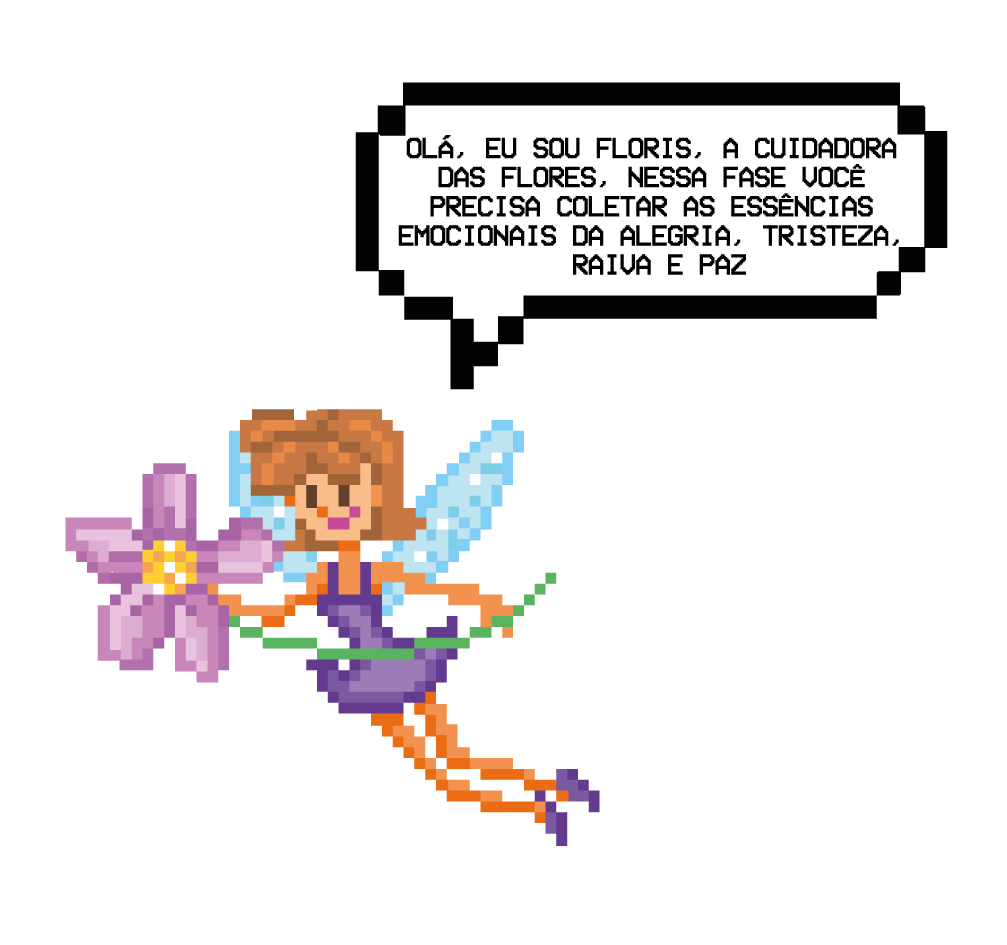 OLÁ, EU SOU FLORIS, A CUIDADORA
DAS FLORES, NESSA FASE VOCÊ
PRECISA COLETAR AS ESSÊNCIAS
EMOCIONAIS DA ALEGRIA, TRISTEZA,
RAIVA E PAZ